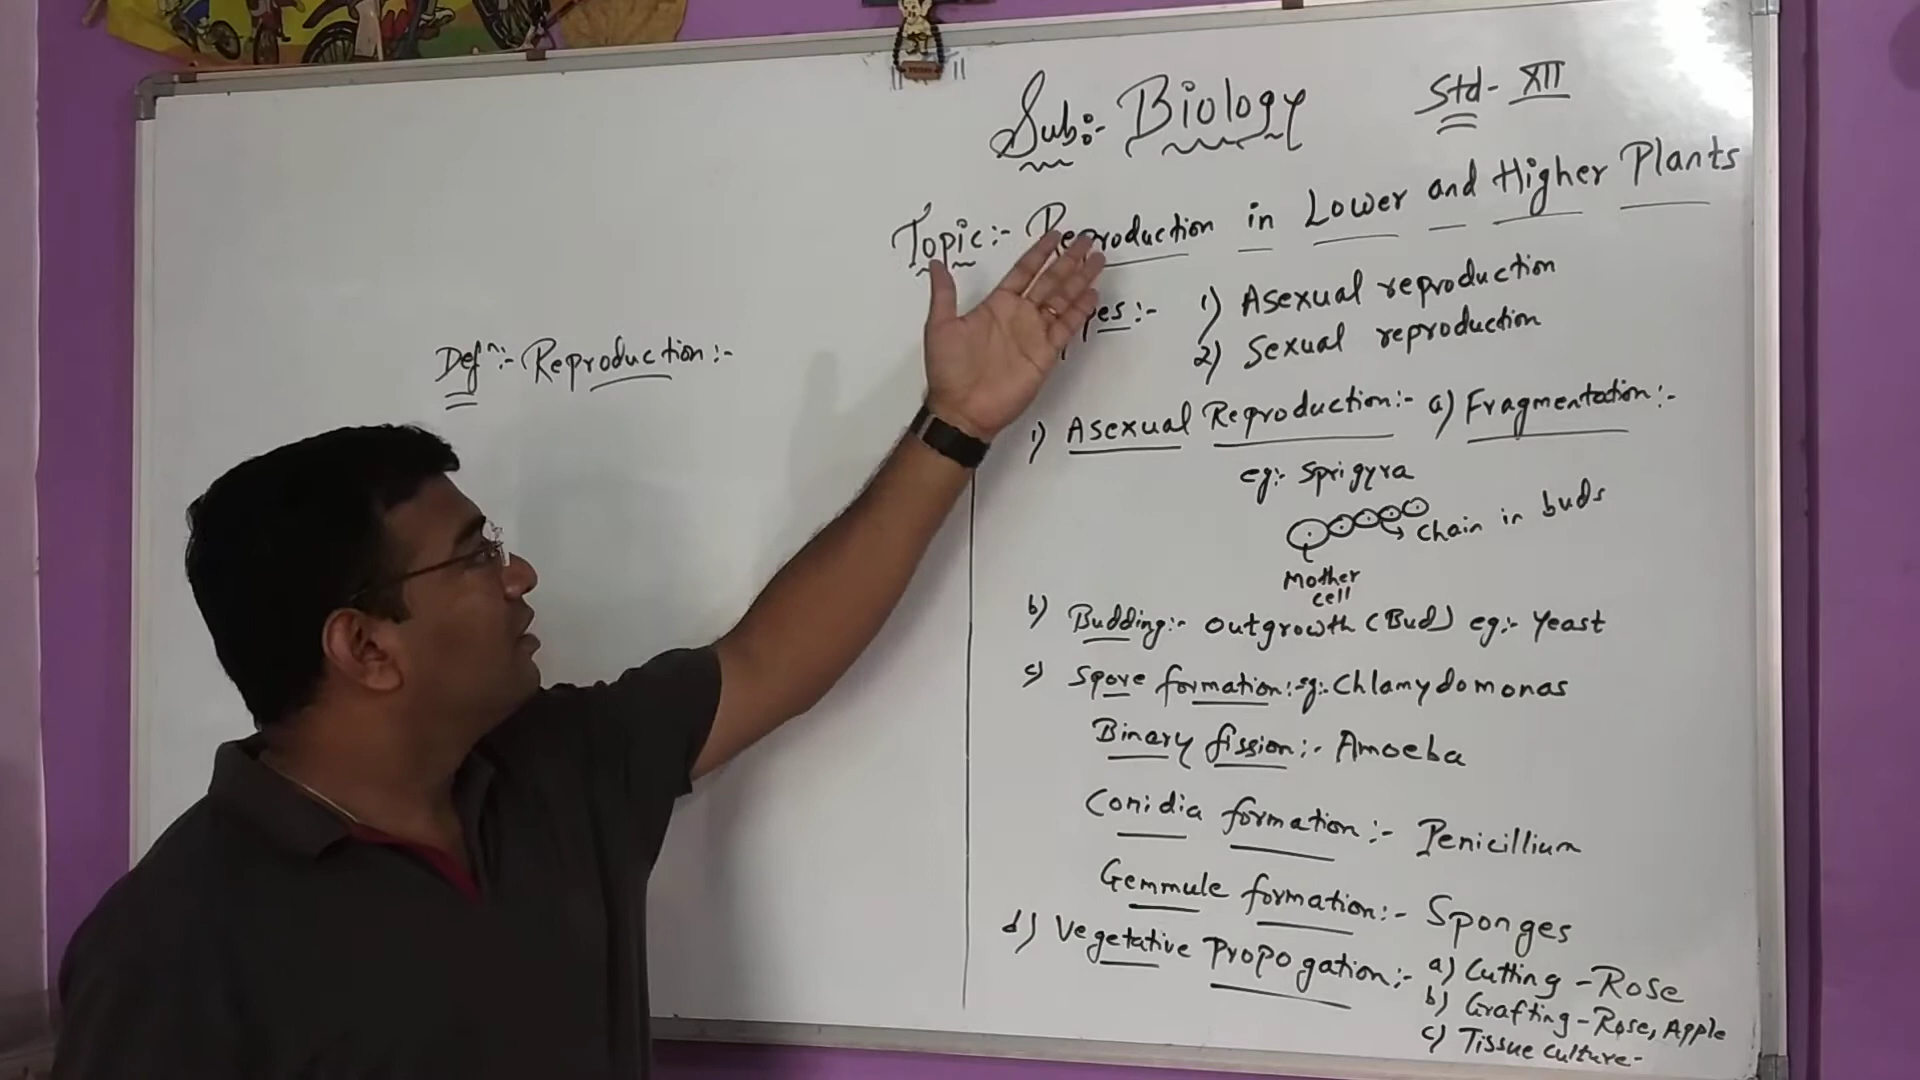 Sub:- Biology Std- XII
Topic:- Reproduction in Lower and Higher Plants
pes:- 1) Asexual reproduction
2) Sexual reproduction
Defⁿ:- Reproduction:-
1) Asexual Reproduction:- a) Fragmentation:-
eg:- Sprigyra
chain in buds
Mother
cell
b) Budding:- outgrowth (Bud) eg:- Yeast
c) Spore formation:- eg:- Chlamydomonas
Binary fission:- Amoeba
Conidia formation:- Penicillium
Gemmule formation:- Sponges
d) Vegetative Propogation:- a) Cutting - Rose
b) Grafting - Rose, Apple
c) Tissue culture-